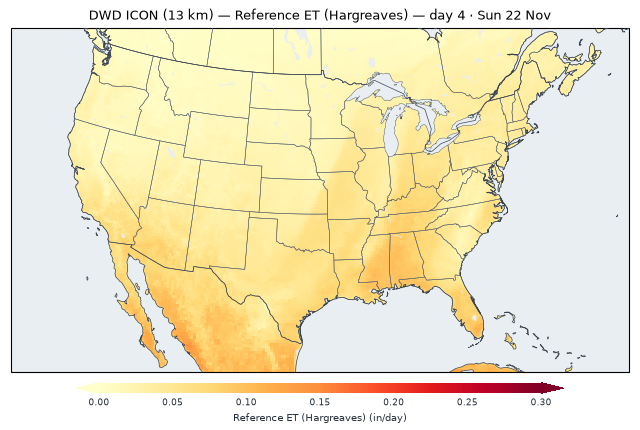 DWD ICON (13 km) — Reference ET (Hargreaves) — day 4 · Sun 22 Nov
0.00 0.05 0.10 0.15 0.20 0.25 0.30
Reference ET (Hargreaves) (in/day)